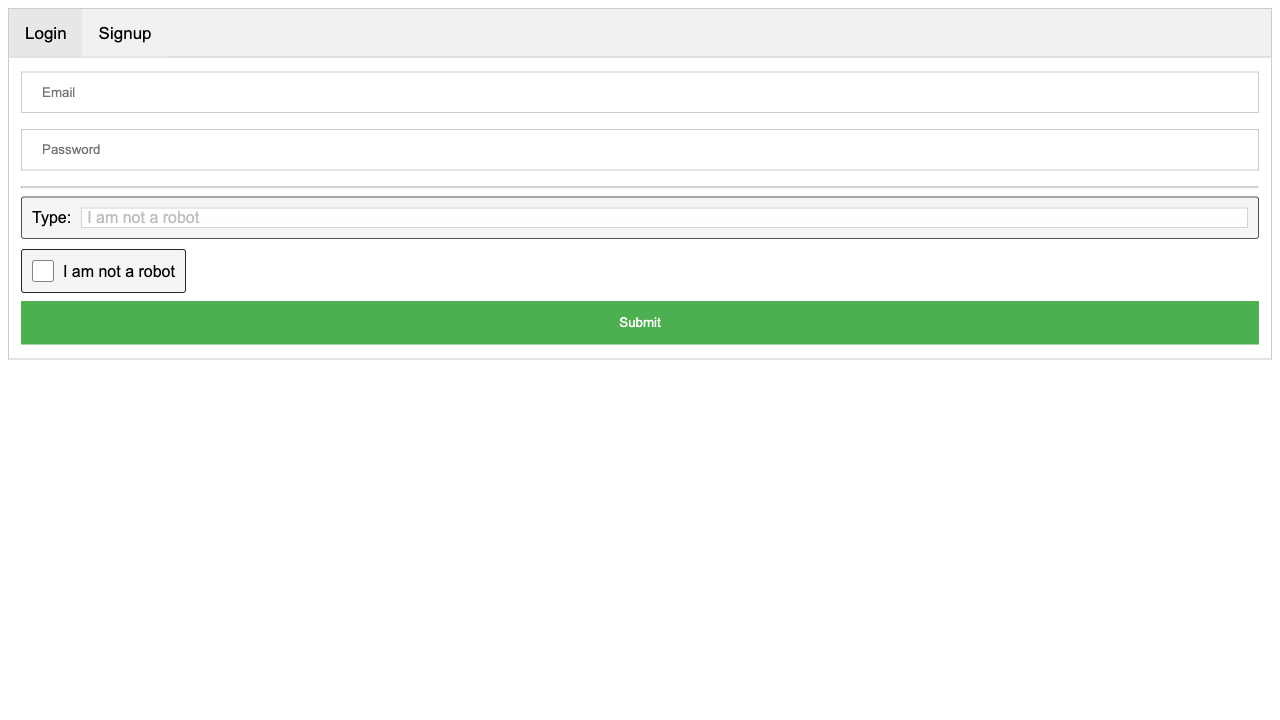 Login Signup
Email
Password
Type: I am not a robot
I am not a robot
Submit